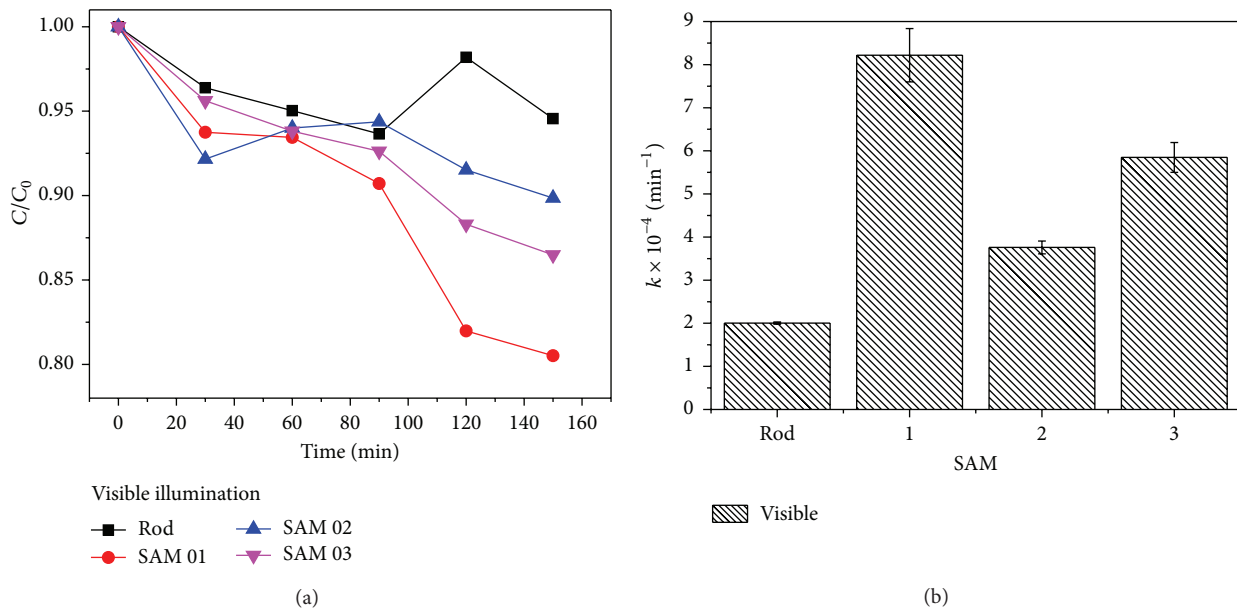 1.00
0.95
0.90
0.85
0.80
C/C₀
0 20 40 60 80 100 120 140 160
Time (min)
Visible illumination
Rod
SAM 01
SAM 02
SAM 03
(a)
9
8
7
6
5
4
3
2
1
0
k × 10⁻⁴ (min⁻¹)
Rod 1 2 3
SAM
Visible
(b)